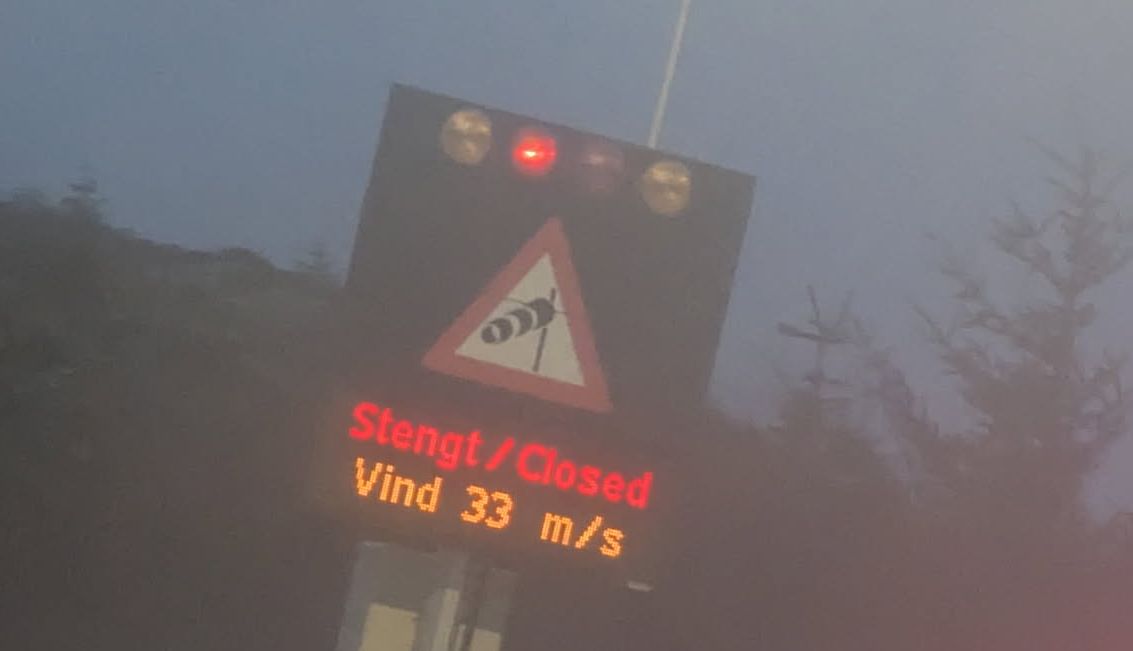 Stengt/Closed
Vind 33 m/s